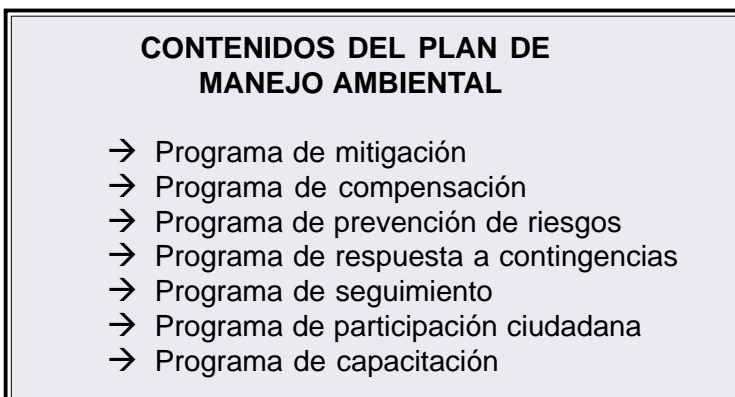 CONTENIDOS DEL PLAN DE
MANEJO AMBIENTAL
→ Programa de mitigación
→ Programa de compensación
→ Programa de prevención de riesgos
→ Programa de respuesta a contingencias
→ Programa de seguimiento
→ Programa de participación ciudadana
→ Programa de capacitación